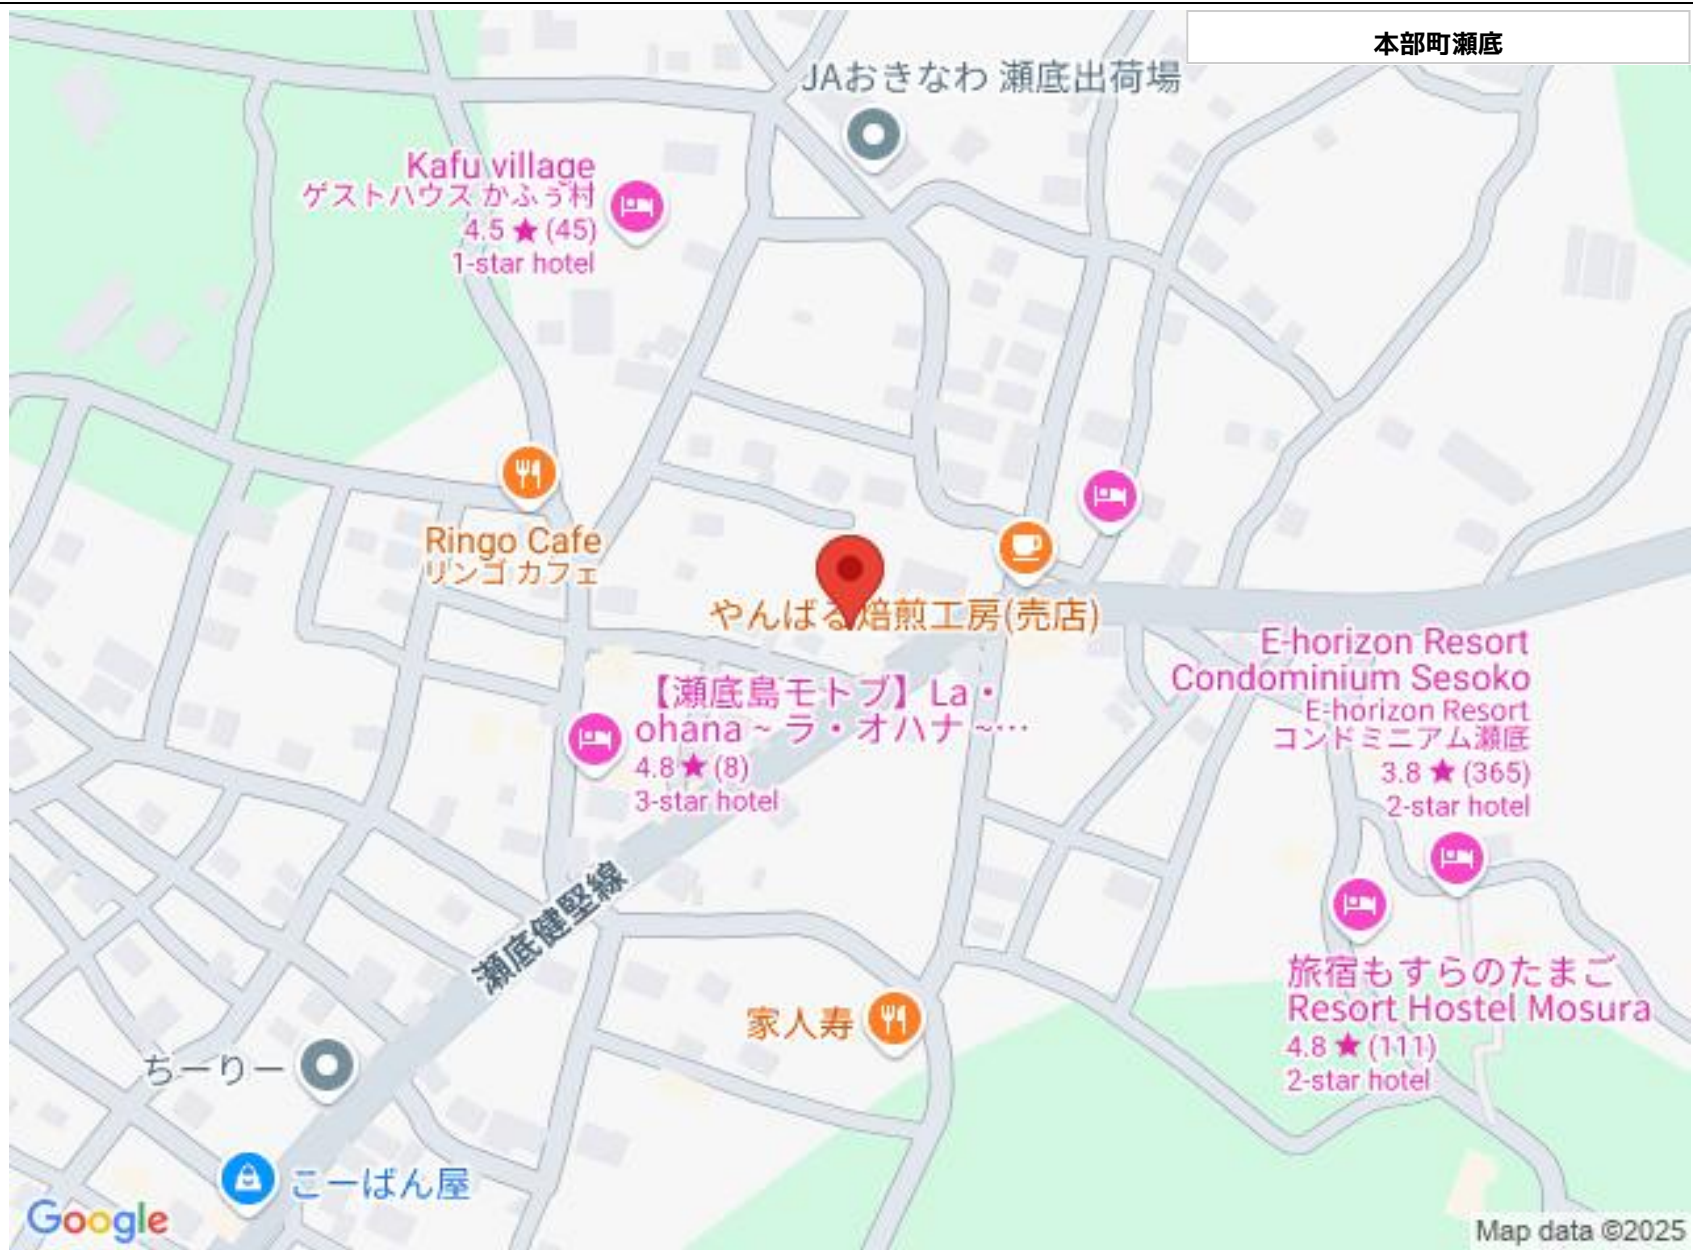 本部町瀬底
JAおきなわ 瀬底出荷場
Kafu village
ゲストハウス かふぅ村
4.5 ★ (45)
1-star hotel
Ringo Cafe
リンゴ カフェ
やんばる焙煎工房(売店)
E-horizon Resort
Condominium Sesoko
E-horizon Resort
コンドミニアム瀬底
3.8 ★ (365)
2-star hotel
【瀬底島モトブ】La・
ohana ~ ラ・オハナ ~…
4.8 ★ (8)
3-star hotel
瀬底健堅線
旅宿もすらのたまご
Resort Hostel Mosura
4.8 ★ (111)
2-star hotel
家人寿
ちーりー
こーばん屋
Google
Map data ©2025